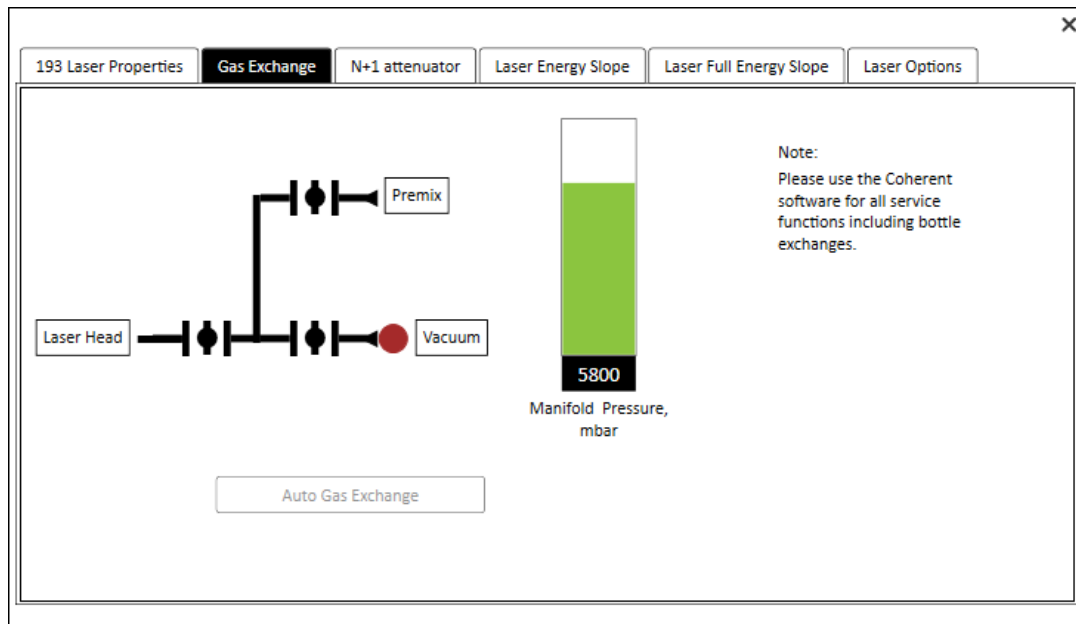 193 Laser Properties
Gas Exchange
N+1 attenuator
Laser Energy Slope
Laser Full Energy Slope
Laser Options
Premix
Laser Head
Vacuum
5800
Manifold Pressure,
mbar
Note:
Please use the Coherent
software for all service
functions including bottle
exchanges.
Auto Gas Exchange